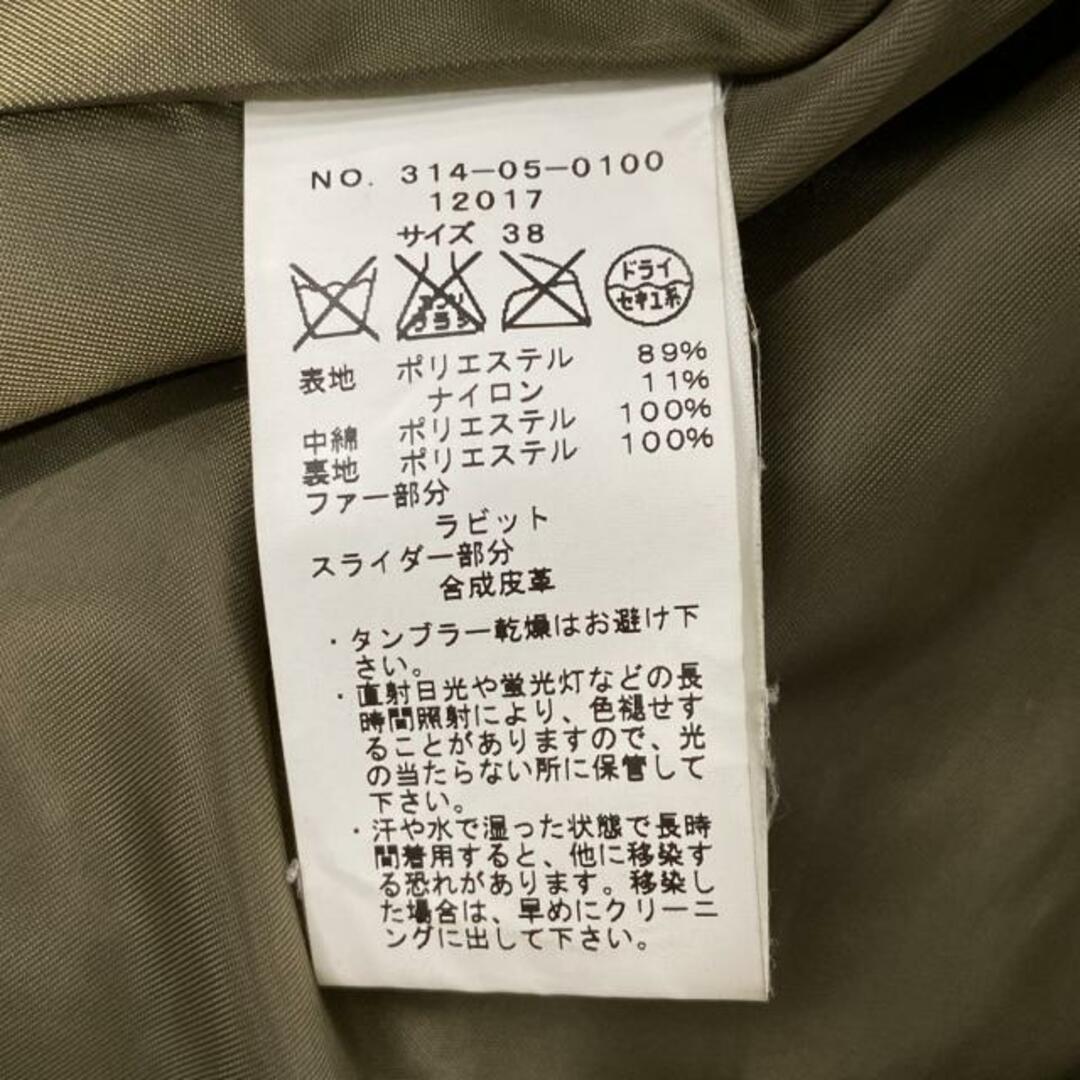 NO. 314-05-0100
12017
サイズ 38
エンソ
サラシ
ドライ
セキユ系
表地 ポリエステル 89%
ナイロン 11%
中綿 ポリエステル 100%
裏地 ポリエステル 100%
ファー部分
ラビット
スライダー部分
合成皮革
・タンブラー乾燥はお避け下
さい。
・直射日光や蛍光灯などの長
時間照射により、色褪せす
ることがありますので、光
の当たらない所に保管して
下さい。
・汗や水で湿った状態で長時
間着用すると、他に移染す
る恐れがあります。移染し
た場合は、早めにクリーニ
ングに出して下さい。